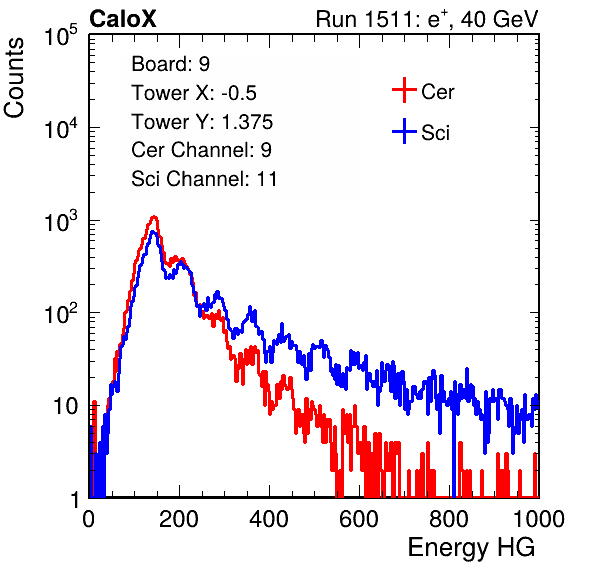 CaloX Run 1511: e⁺, 40 GeV
Counts
Board: 9
Tower X: -0.5
Tower Y: 1.375
Cer Channel: 9
Sci Channel: 11
Cer
Sci
10⁵
10⁴
10³
10²
10
1
0 200 400 600 800 1000
Energy HG